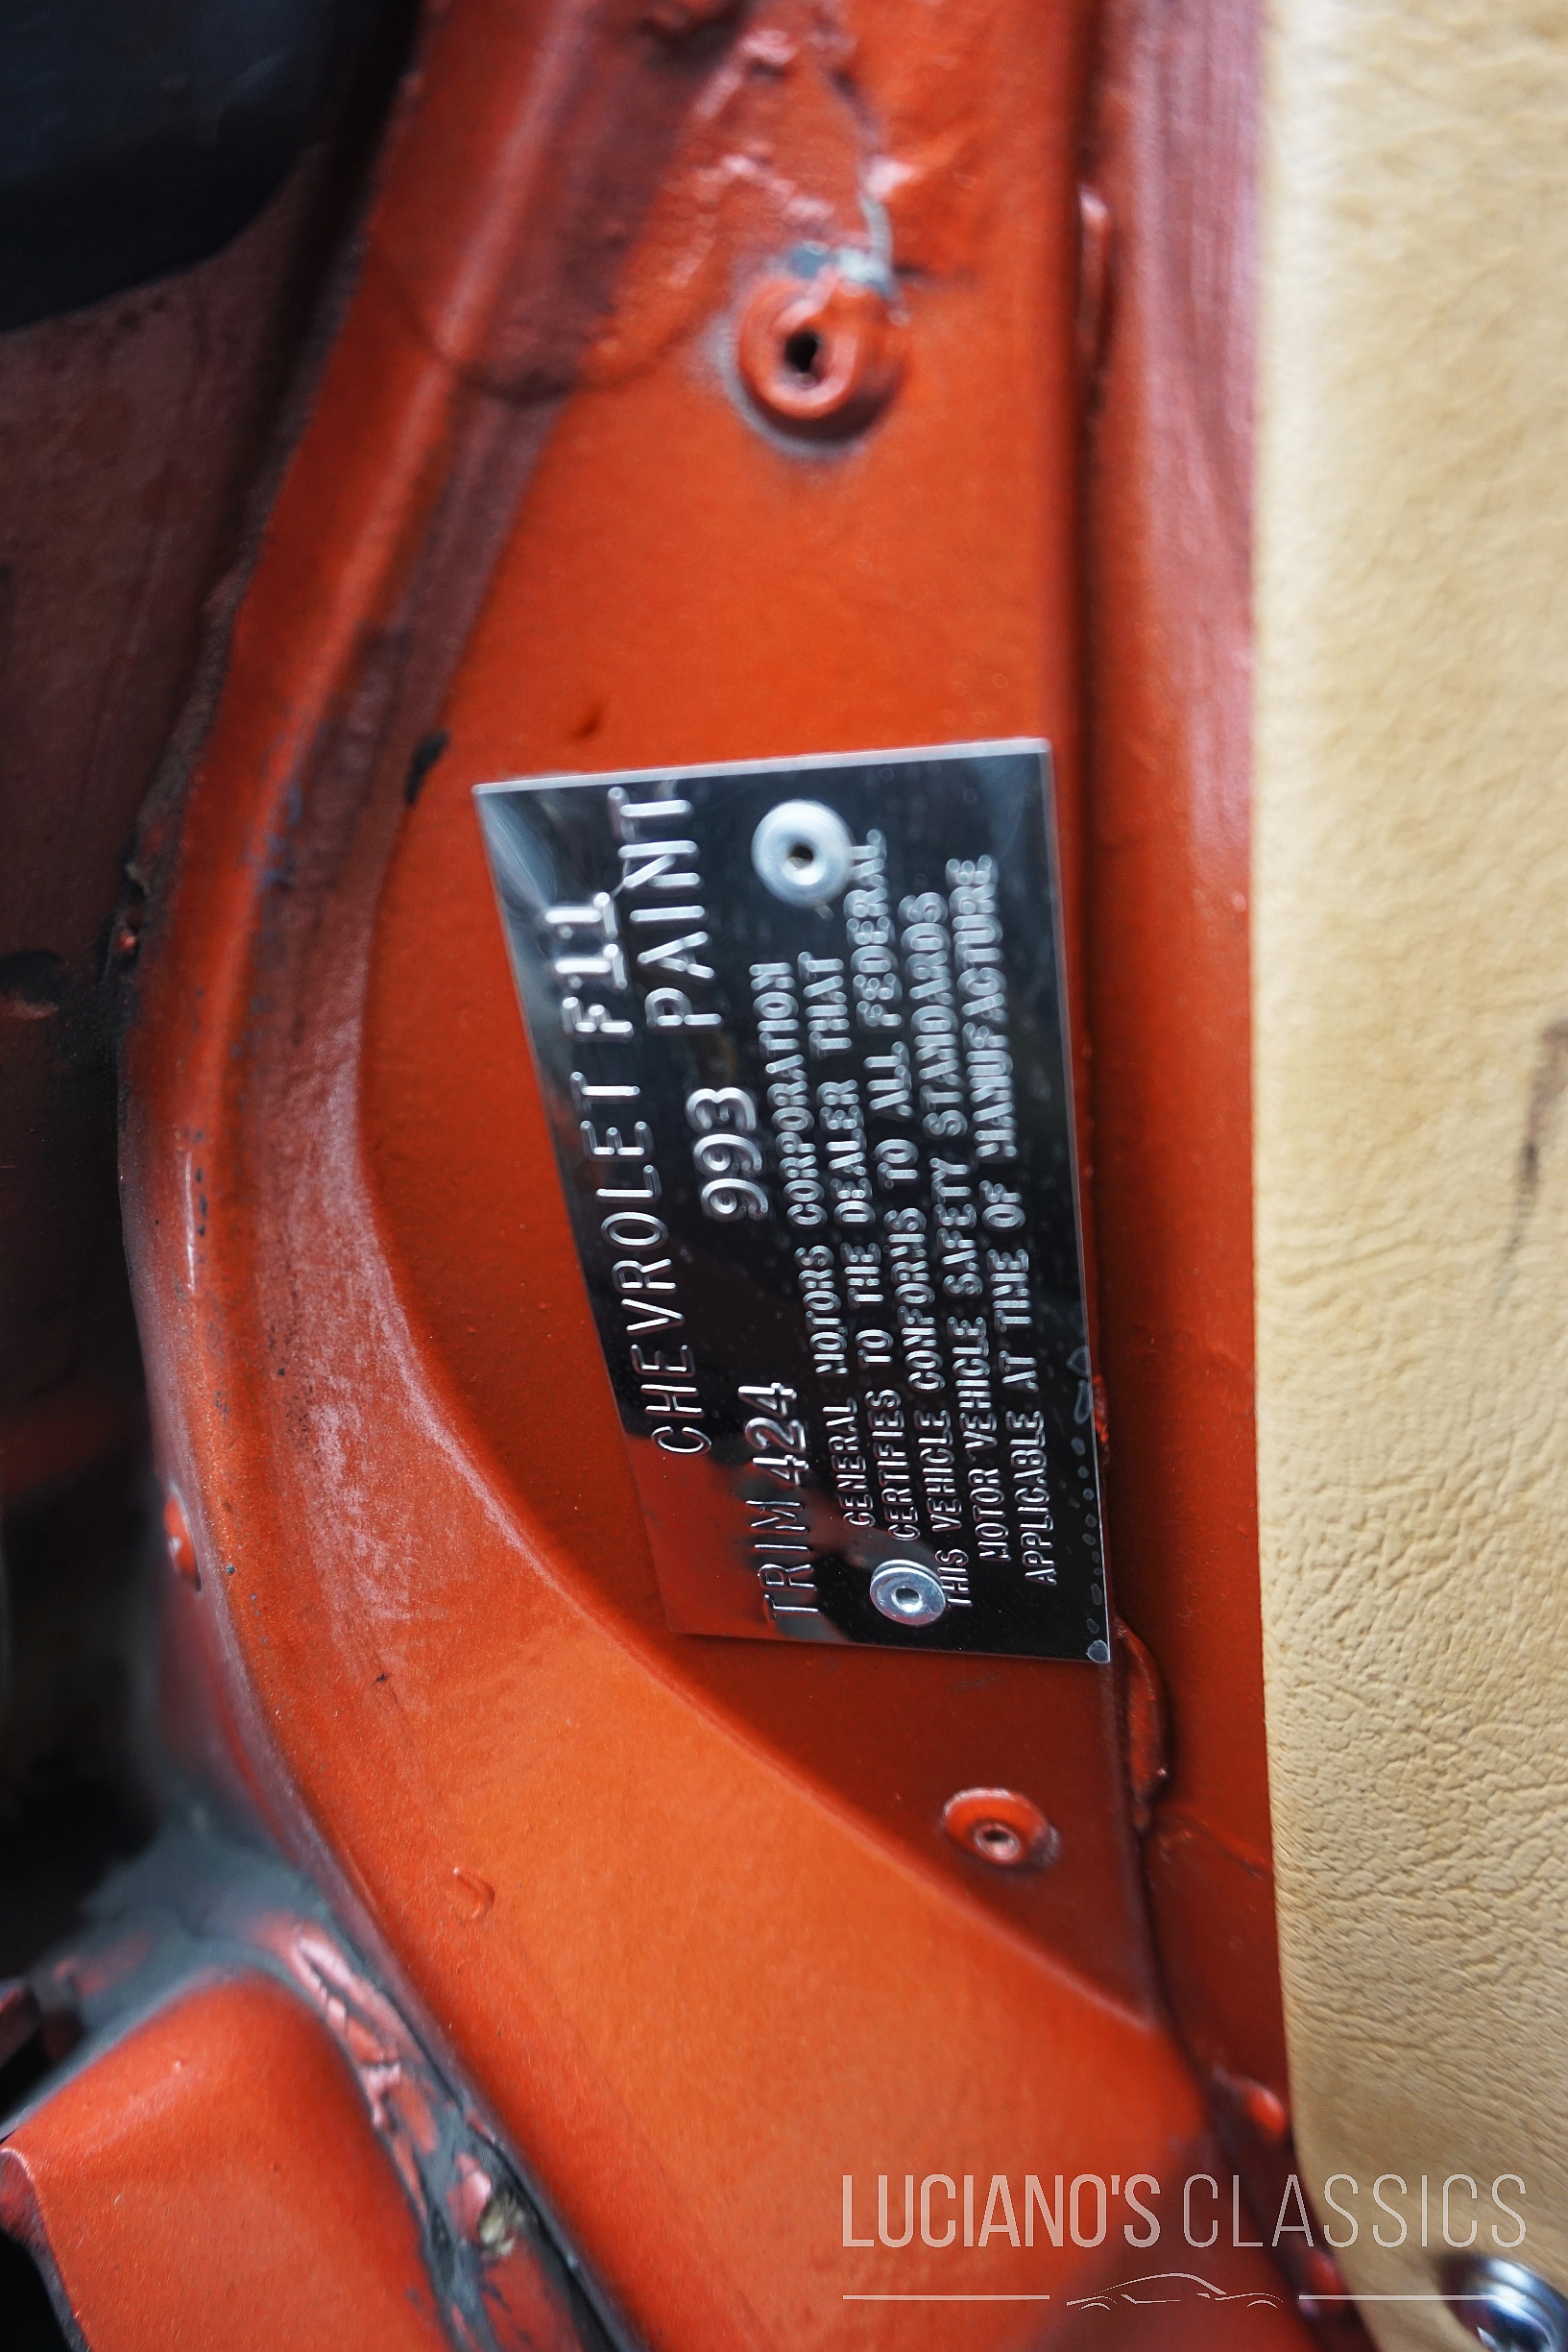 CHEVROLET F11
PAINT
TRIM 424 993
GENERAL MOTORS CORPORATION
CERTIFIES TO THE DEALER THAT
THIS VEHICLE CONFORMS TO ALL FEDERAL
MOTOR VEHICLE SAFETY STANDARDS
APPLICABLE AT TIME OF MANUFACTURE
LUCIANO'S CLASSICS